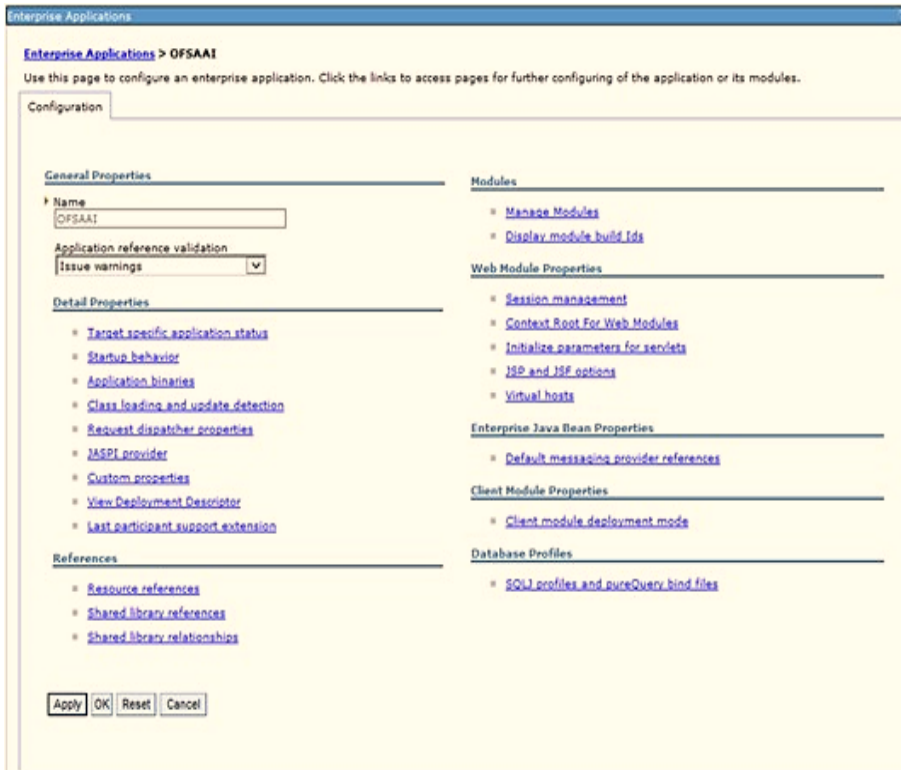 Enterprise Applications
Enterprise Applications > OFSAAI
Use this page to configure an enterprise application. Click the links to access pages for further configuring of the application or its modules.
Configuration
General Properties
Name
OFSAAI
Application reference validation
Issue warnings
Detail Properties
Target specific application status
Startup behavior
Application binaries
Class loading and update detection
Request dispatcher properties
JASPI provider
Custom properties
View Deployment Descriptor
Last participant support extension
References
Resource references
Shared library references
Shared library relationships
Modules
Manage Modules
Display module build Ids
Web Module Properties
Session management
Context Root For Web Modules
Initialize parameters for servlets
JSP and JSF options
Virtual hosts
Enterprise Java Bean Properties
Default messaging provider references
Client Module Properties
Client module deployment mode
Database Profiles
SQLJ profiles and pureQuery bind files
Apply OK Reset Cancel